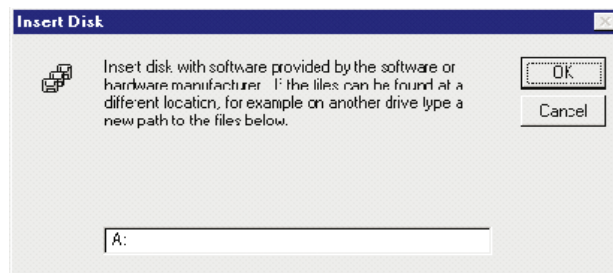 Insert Disk
Insert disk with software provided by the software or
hardware manufacturer. If the files can be found at a
different location, for example on another drive type a
new path to the files below.
OK
Cancel
A: